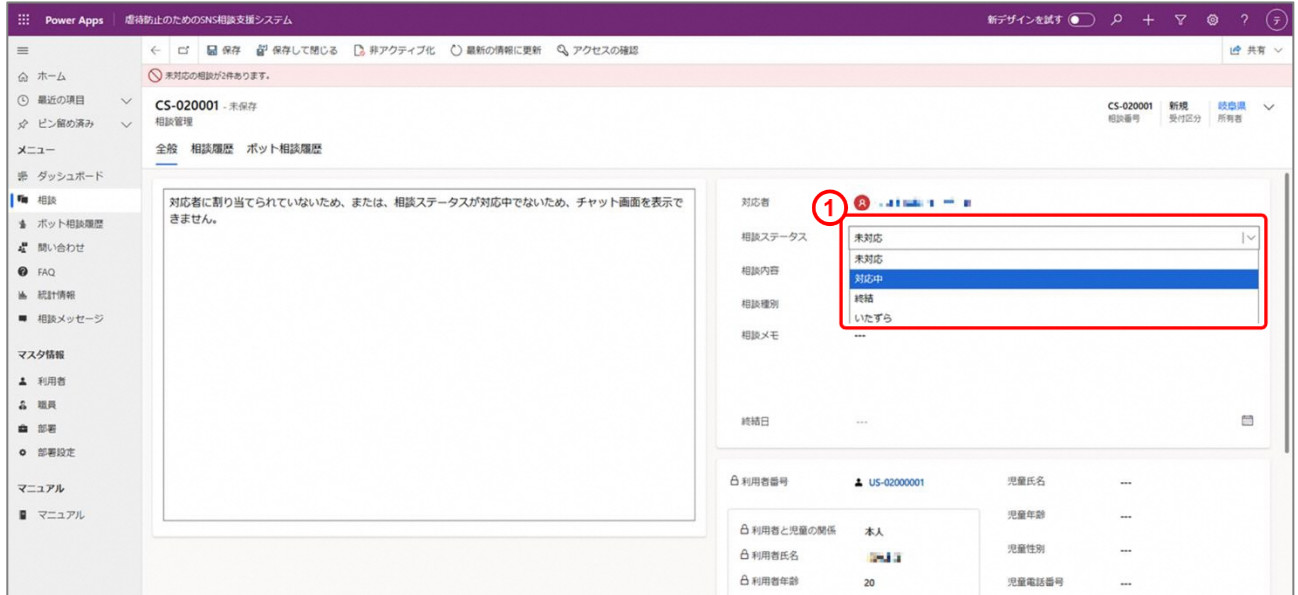 Power Apps 虐待防止のためのSNS相談支援システム 新デザインを試す
保存 保存して閉じる 非アクティブ化 最新の情報に更新 アクセスの確認 共有
未対応の相談が2件あります。
CS-020001 - 未保存
相談管理
CS-020001 新規 岐阜県
相談番号 受付区分 所有者
全般 相談履歴 ボット相談履歴
ホーム
最近の項目
ピン留め済み
メニュー
ダッシュボード
相談
ボット相談履歴
問い合わせ
FAQ
統計情報
相談メッセージ
マスタ情報
利用者
職員
部署
部署設定
マニュアル
マニュアル
対応者に割り当てられていないため、または、相談ステータスが対応中でないため、チャット画面を表示で
きません。
対応者 A
①
相談ステータス 未対応
未対応
対応中
終結
いたずら
相談内容
相談種別
相談メモ ---
終結日 ---
利用者番号 US-02000001
利用者と児童の関係 本人
利用者氏名
利用者年齢 20
児童氏名 ---
児童年齢 ---
児童性別 ---
児童電話番号 ---